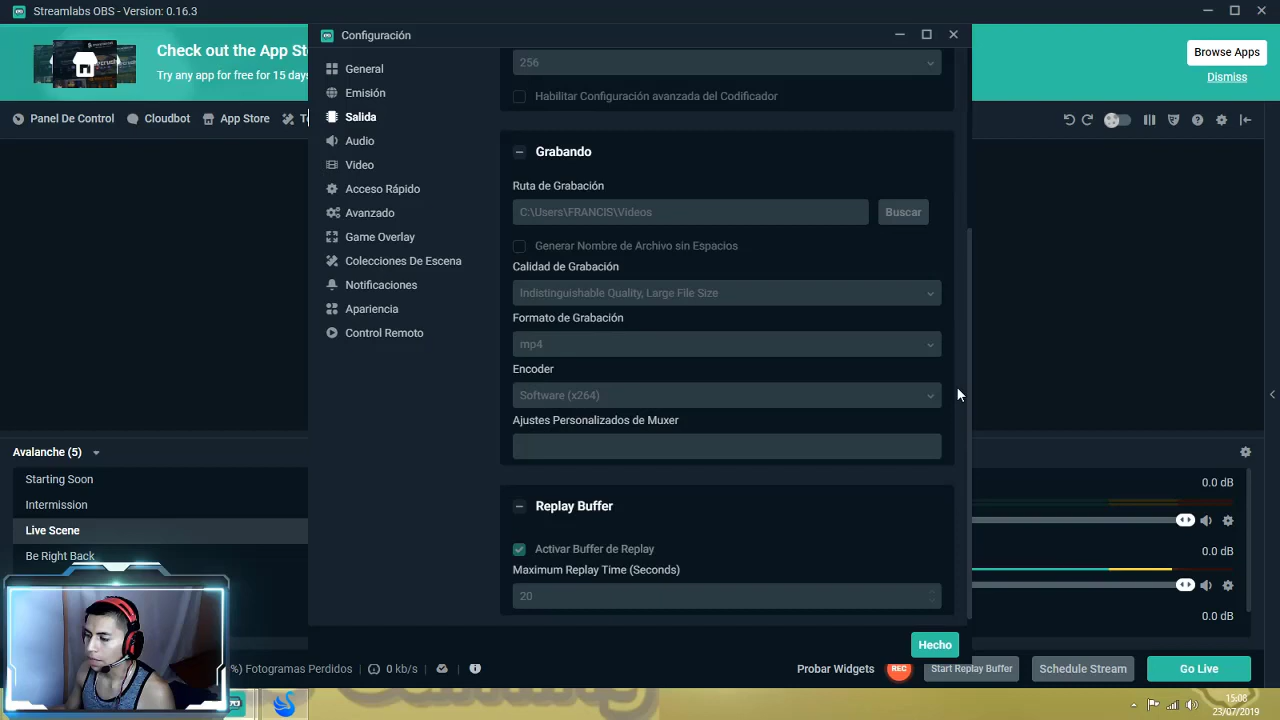 Streamlabs OBS - Version: 0.16.3
Check out the App Sto
Try any app for free for 15 days
Browse Apps
Dismiss
Panel De Control
Cloudbot
App Store
Configuración
General
Emisión
Salida
Audio
Video
Acceso Rápido
Avanzado
Game Overlay
Colecciones De Escena
Notificaciones
Apariencia
Control Remoto
256
Habilitar Configuración avanzada del Codificador
Grabando
Ruta de Grabación
C:\Users\FRANCIS\Videos
Buscar
Generar Nombre de Archivo sin Espacios
Calidad de Grabación
Indistinguishable Quality, Large File Size
Formato de Grabación
mp4
Encoder
Software (x264)
Ajustes Personalizados de Muxer
Replay Buffer
Activar Buffer de Replay
Maximum Replay Time (Seconds)
20
Hecho
Avalanche (5)
Starting Soon
Intermission
Live Scene
Be Right Back
0.0 dB
0.0 dB
0.0 dB
%) Fotogramas Perdidos
0 kb/s
Probar Widgets
REC
Start Replay Buffer
Schedule Stream
Go Live
15:08
23/07/2019